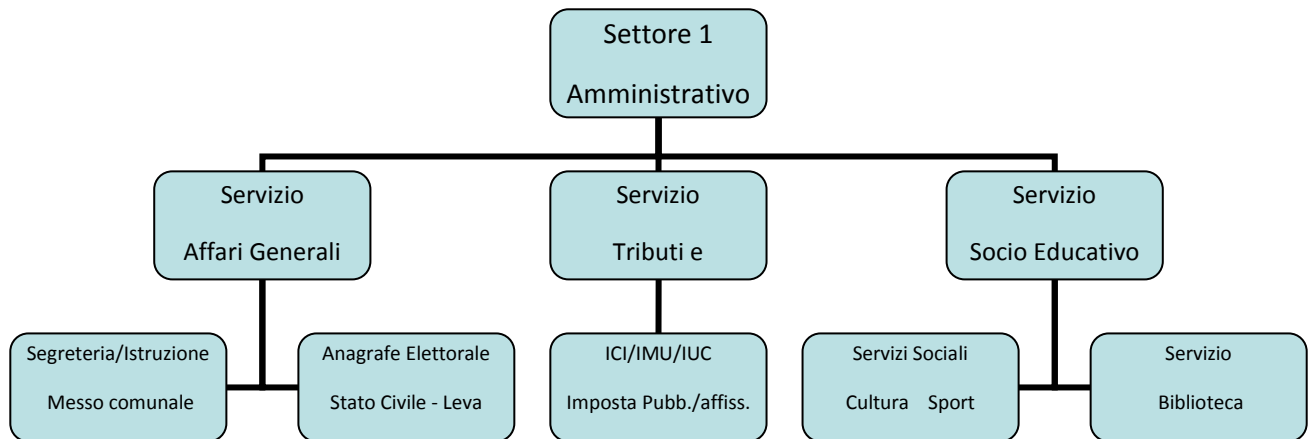 Settore 1
Amministrativo
Servizio
Affari Generali
Servizio
Tributi e
Servizio
Socio Educativo
Segreteria/Istruzione
Messo comunale
Anagrafe Elettorale
Stato Civile - Leva
ICI/IMU/IUC
Imposta Pubb./affiss.
Servizi Sociali
Cultura Sport
Servizio
Biblioteca